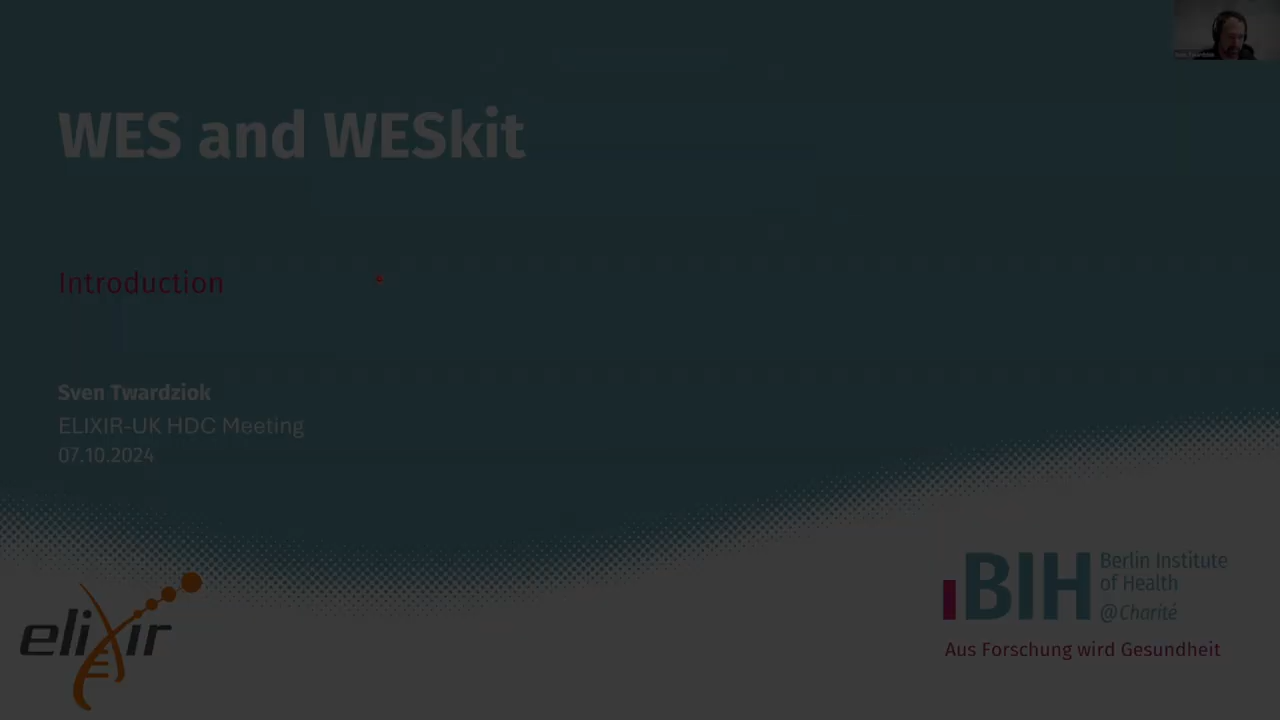 WES and WESkit
Introduction
Sven Twardziok
ELIXIR-UK HDC Meeting
07.10.2024
elixir
BIH
Berlin Institute
of Health
@Charité
Aus Forschung wird Gesundheit